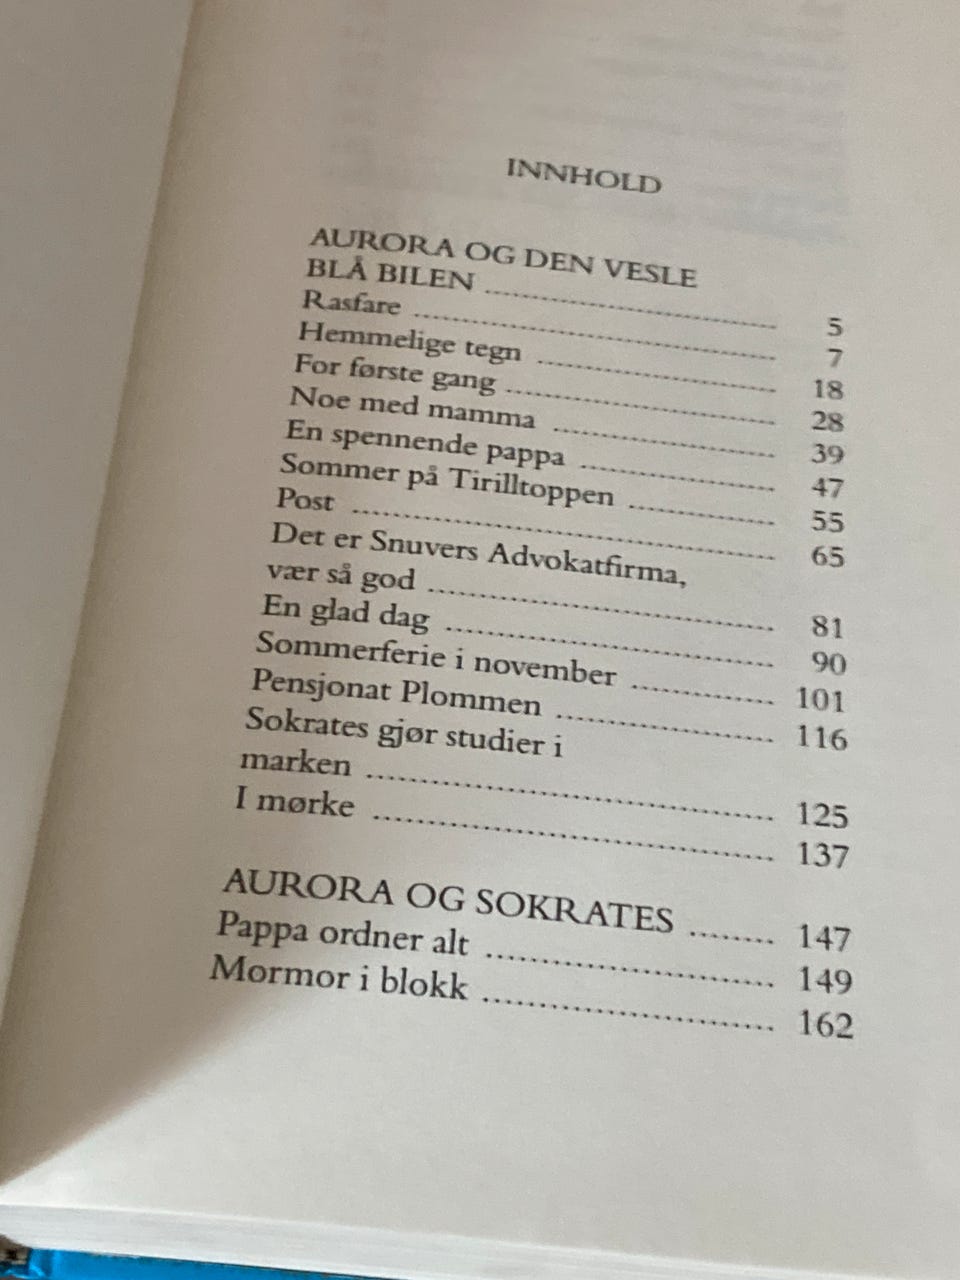 INNHOLD
AURORA OG DEN VESLE
BLÅ BILEN ........................................ 5
Rasfare ................................................ 7
Hemmelige tegn ................................ 18
For første gang .................................... 28
Noe med mamma .............................. 39
En spennende pappa .......................... 47
Sommer på Tirilltoppen .................... 55
Post ...................................................... 65
Det er Snuvers Advokatfirma,
vær så god .......................................... 81
En glad dag ........................................ 90
Sommerferie i november .................. 101
Pensjonat Plommen .......................... 116
Sokrates gjør studier i
marken ................................................ 125
I mørke ................................................ 137
AURORA OG SOKRATES ........ 147
Pappa ordner alt ................................ 149
Mormor i blokk ................................ 162